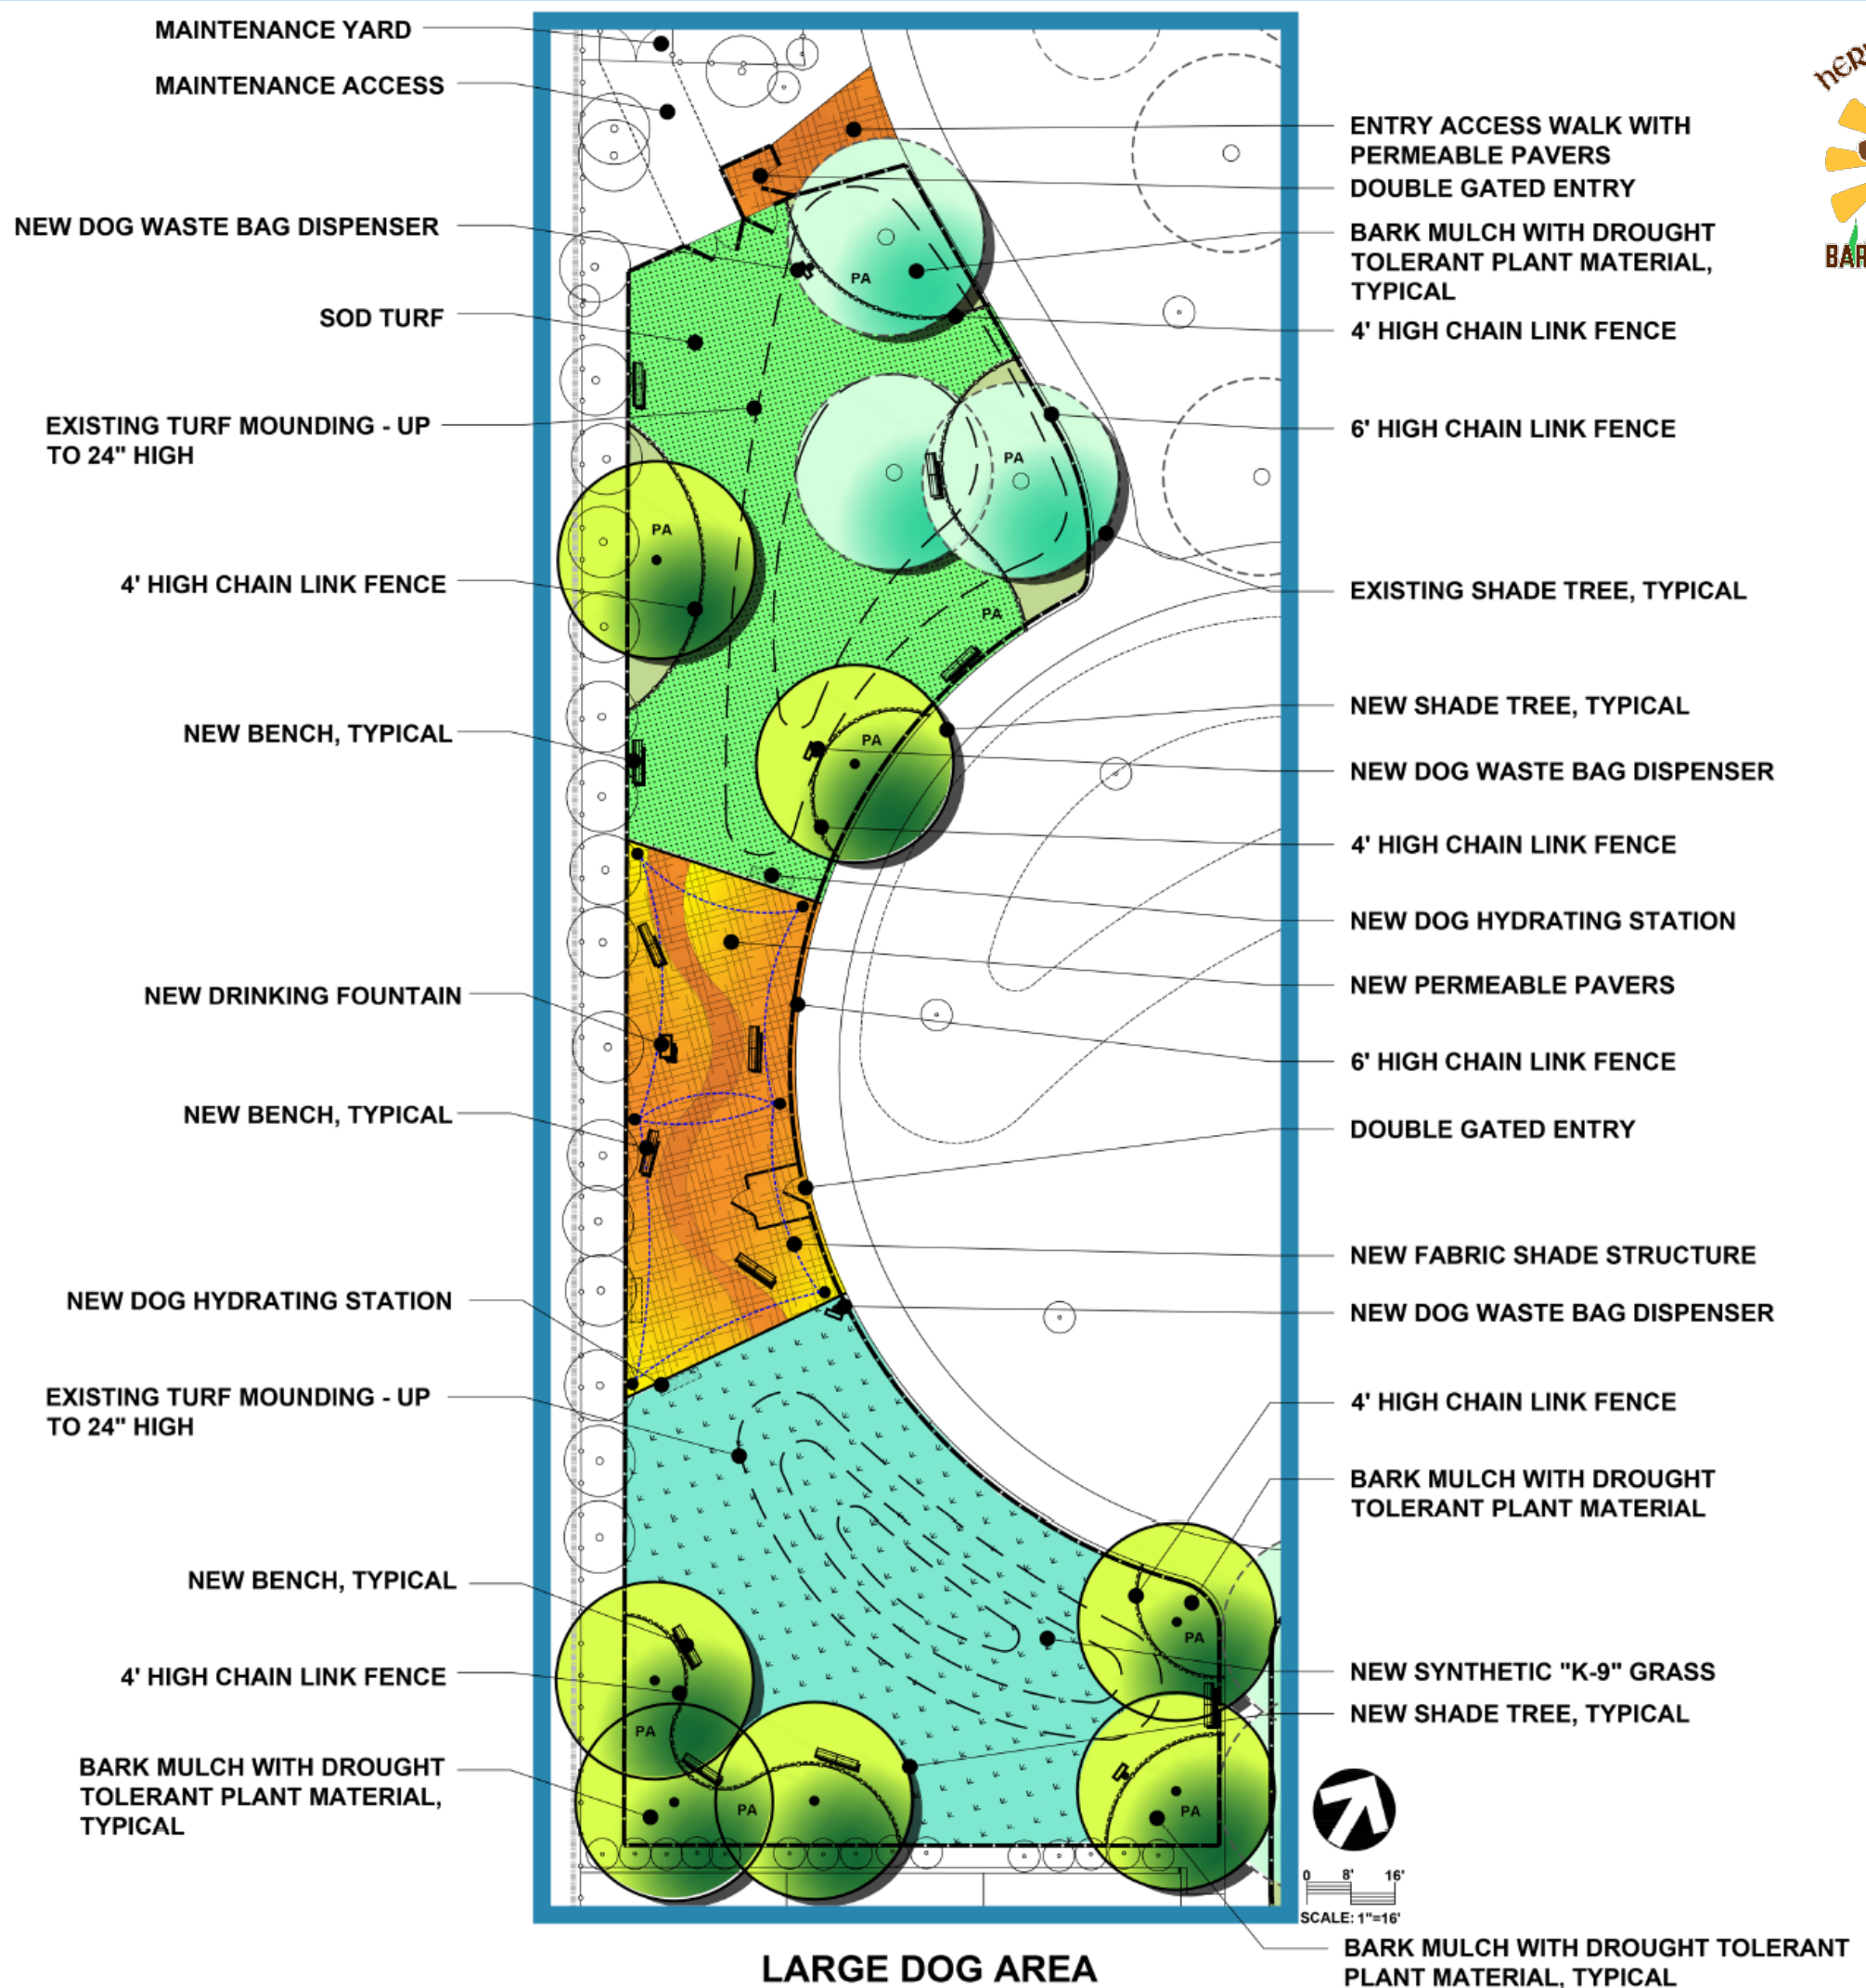 MAINTENANCE YARD
MAINTENANCE ACCESS
NEW DOG WASTE BAG DISPENSER
SOD TURF
EXISTING TURF MOUNDING - UP
TO 24" HIGH
4' HIGH CHAIN LINK FENCE
NEW BENCH, TYPICAL
NEW DRINKING FOUNTAIN
NEW BENCH, TYPICAL
NEW DOG HYDRATING STATION
EXISTING TURF MOUNDING - UP
TO 24" HIGH
NEW BENCH, TYPICAL
4' HIGH CHAIN LINK FENCE
BARK MULCH WITH DROUGHT
TOLERANT PLANT MATERIAL,
TYPICAL
PA
PA
PA
PA
PA
PA
PA
PA
PA
ENTRY ACCESS WALK WITH
PERMEABLE PAVERS
DOUBLE GATED ENTRY
BARK MULCH WITH DROUGHT
TOLERANT PLANT MATERIAL,
TYPICAL
4' HIGH CHAIN LINK FENCE
6' HIGH CHAIN LINK FENCE
EXISTING SHADE TREE, TYPICAL
NEW SHADE TREE, TYPICAL
NEW DOG WASTE BAG DISPENSER
4' HIGH CHAIN LINK FENCE
NEW DOG HYDRATING STATION
NEW PERMEABLE PAVERS
6' HIGH CHAIN LINK FENCE
DOUBLE GATED ENTRY
NEW FABRIC SHADE STRUCTURE
NEW DOG WASTE BAG DISPENSER
4' HIGH CHAIN LINK FENCE
BARK MULCH WITH DROUGHT
TOLERANT PLANT MATERIAL
NEW SYNTHETIC "K-9" GRASS
NEW SHADE TREE, TYPICAL
0 8' 16'
SCALE: 1"=16'
BARK MULCH WITH DROUGHT TOLERANT
PLANT MATERIAL, TYPICAL
LARGE DOG AREA